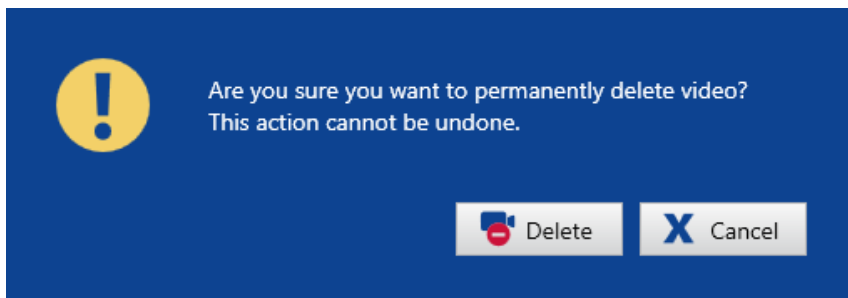 Are you sure you want to permanently delete video?
This action cannot be undone.
Delete
Cancel